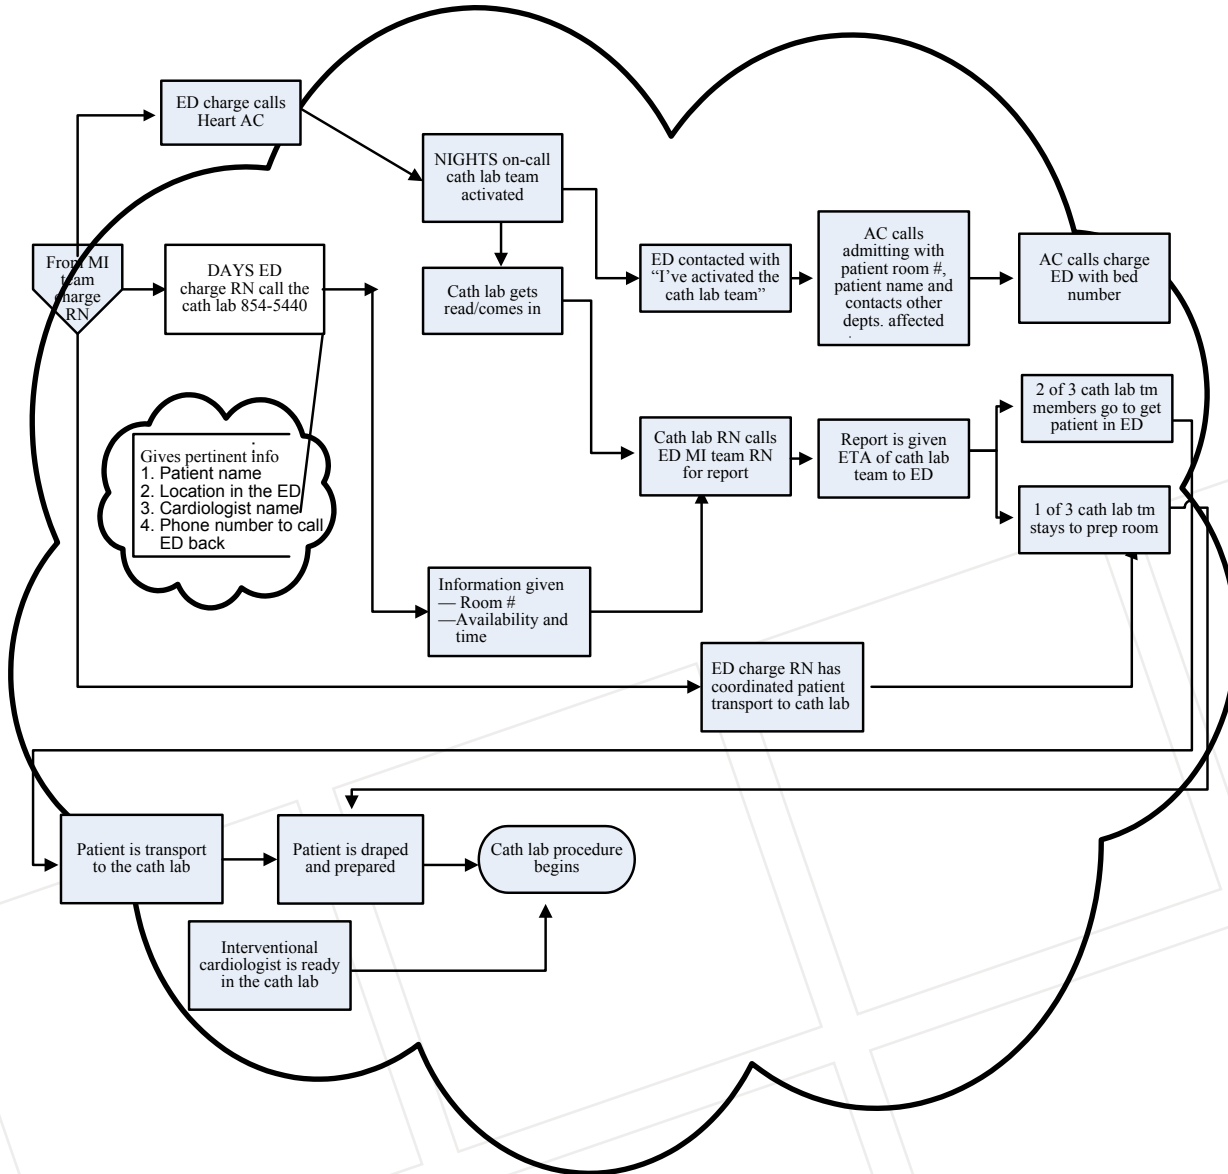 ED charge calls
Heart AC
NIGHTS on-call
cath lab team
activated
From MI
team
charge
RN
DAYS ED
charge RN call the
cath lab 854-5440
Cath lab gets
read/comes in
ED contacted with
“I’ve activated the
cath lab team”
AC calls
admitting with
patient room #,
patient name and
contacts other
depts. affected
.
AC calls charge
ED with bed
number
Gives pertinent info
1. Patient name
2. Location in the ED
3. Cardiologist name
4. Phone number to call
ED back
Cath lab RN calls
ED MI team RN
for report
Report is given
ETA of cath lab
team to ED
2 of 3 cath lab tm
members go to get
patient in ED
1 of 3 cath lab tm
stays to prep room
Information given
— Room #
—Availability and
time
ED charge RN has
coordinated patient
transport to cath lab
Patient is transport
to the cath lab
Patient is draped
and prepared
Cath lab procedure
begins
Interventional
cardiologist is ready
in the cath lab